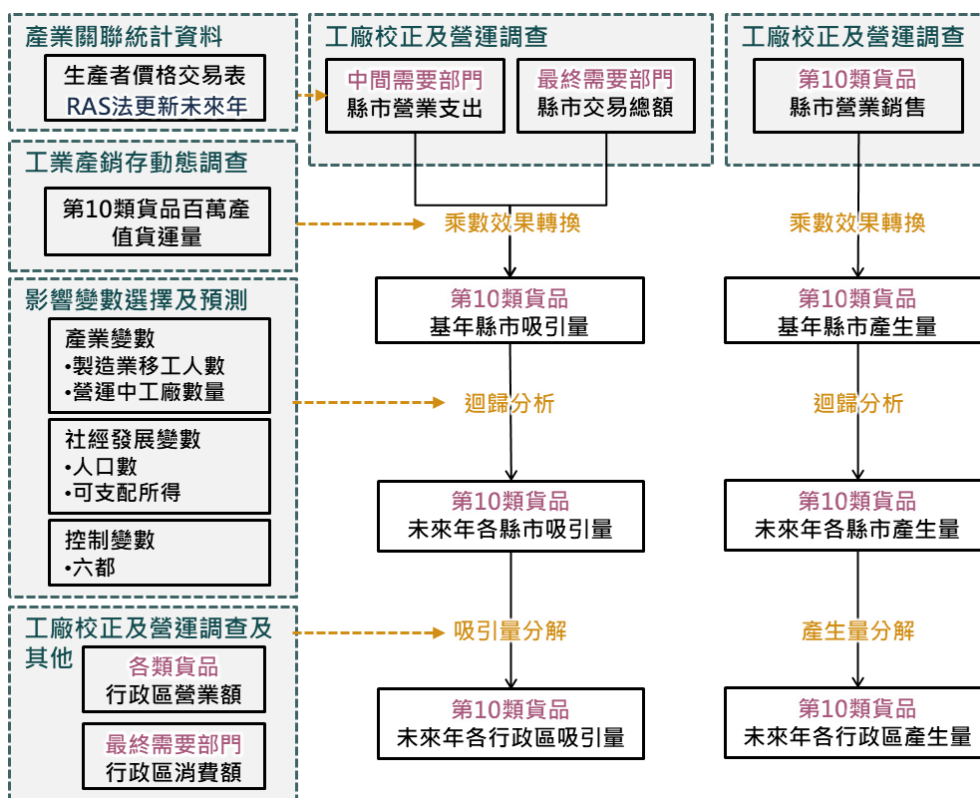 產業關聯統計資料
生產者價格交易表
RAS法更新未來年
工業產銷存動態調查
第10類貨品百萬產
值貨運量
影響變數選擇及預測
產業變數
•製造業移工人數
•營運中工廠數量
社經發展變數
•人口數
•可支配所得
控制變數
•六都
工廠校正及營運調查及
其他
各類貨品
行政區營業額
最終需要部門
行政區消費額
工廠校正及營運調查
中間需要部門
縣市營業支出
最終需要部門
縣市交易總額
乘數效果轉換
第10類貨品
基年縣市吸引量
迴歸分析
第10類貨品
未來年各縣市吸引量
吸引量分解
第10類貨品
未來年各行政區吸引量
工廠校正及營運調查
第10類貨品
縣市營業銷售
乘數效果轉換
第10類貨品
基年縣市產生量
迴歸分析
第10類貨品
未來年各縣市產生量
產生量分解
第10類貨品
未來年各行政區產生量